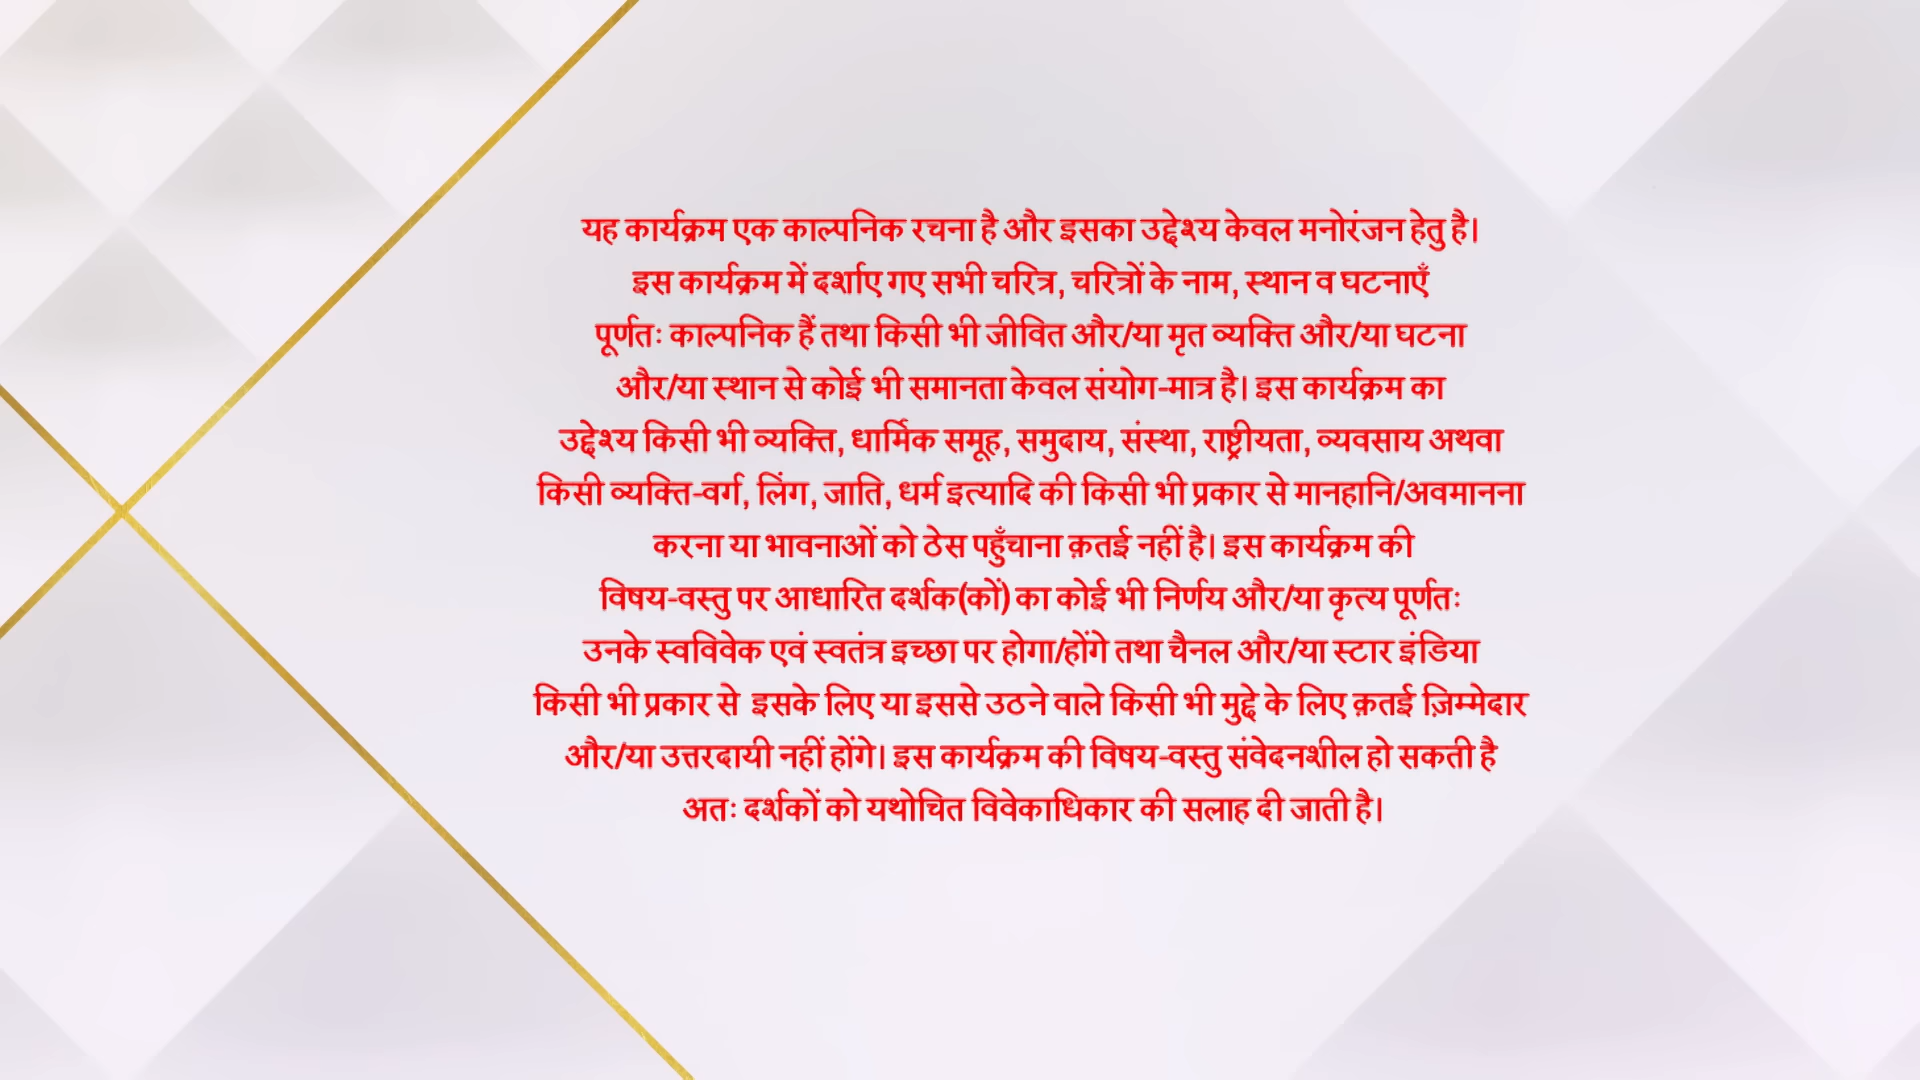 यह कार्यक्रम एक काल्पनिक रचना है और इसका उद्देश्य केवल मनोरंजन हेतु है।
इस कार्यक्रम में दर्शाए गए सभी चरित्र, चरित्रों के नाम, स्थान व घटनाएँ
पूर्णतः काल्पनिक हैं तथा किसी भी जीवित और/या मृत व्यक्ति और/या घटना
और/या स्थान से कोई भी समानता केवल संयोग-मात्र है। इस कार्यक्रम का
उद्देश्य किसी भी व्यक्ति, धार्मिक समूह, समुदाय, संस्था, राष्ट्रीयता, व्यवसाय अथवा
किसी व्यक्ति-वर्ग, लिंग, जाति, धर्म इत्यादि की किसी भी प्रकार से मानहानि/अवमानना
करना या भावनाओं को ठेस पहुँचाना क़तई नहीं है। इस कार्यक्रम की
विषय-वस्तु पर आधारित दर्शक(कों) का कोई भी निर्णय और/या कृत्य पूर्णतः
उनके स्वविवेक एवं स्वतंत्र इच्छा पर होगा/होंगे तथा चैनल और/या स्टार इंडिया
किसी भी प्रकार से इसके लिए या इससे उठने वाले किसी भी मुद्दे के लिए क़तई ज़िम्मेदार
और/या उत्तरदायी नहीं होंगे। इस कार्यक्रम की विषय-वस्तु संवेदनशील हो सकती है
अतः दर्शकों को यथोचित विवेकाधिकार की सलाह दी जाती है।